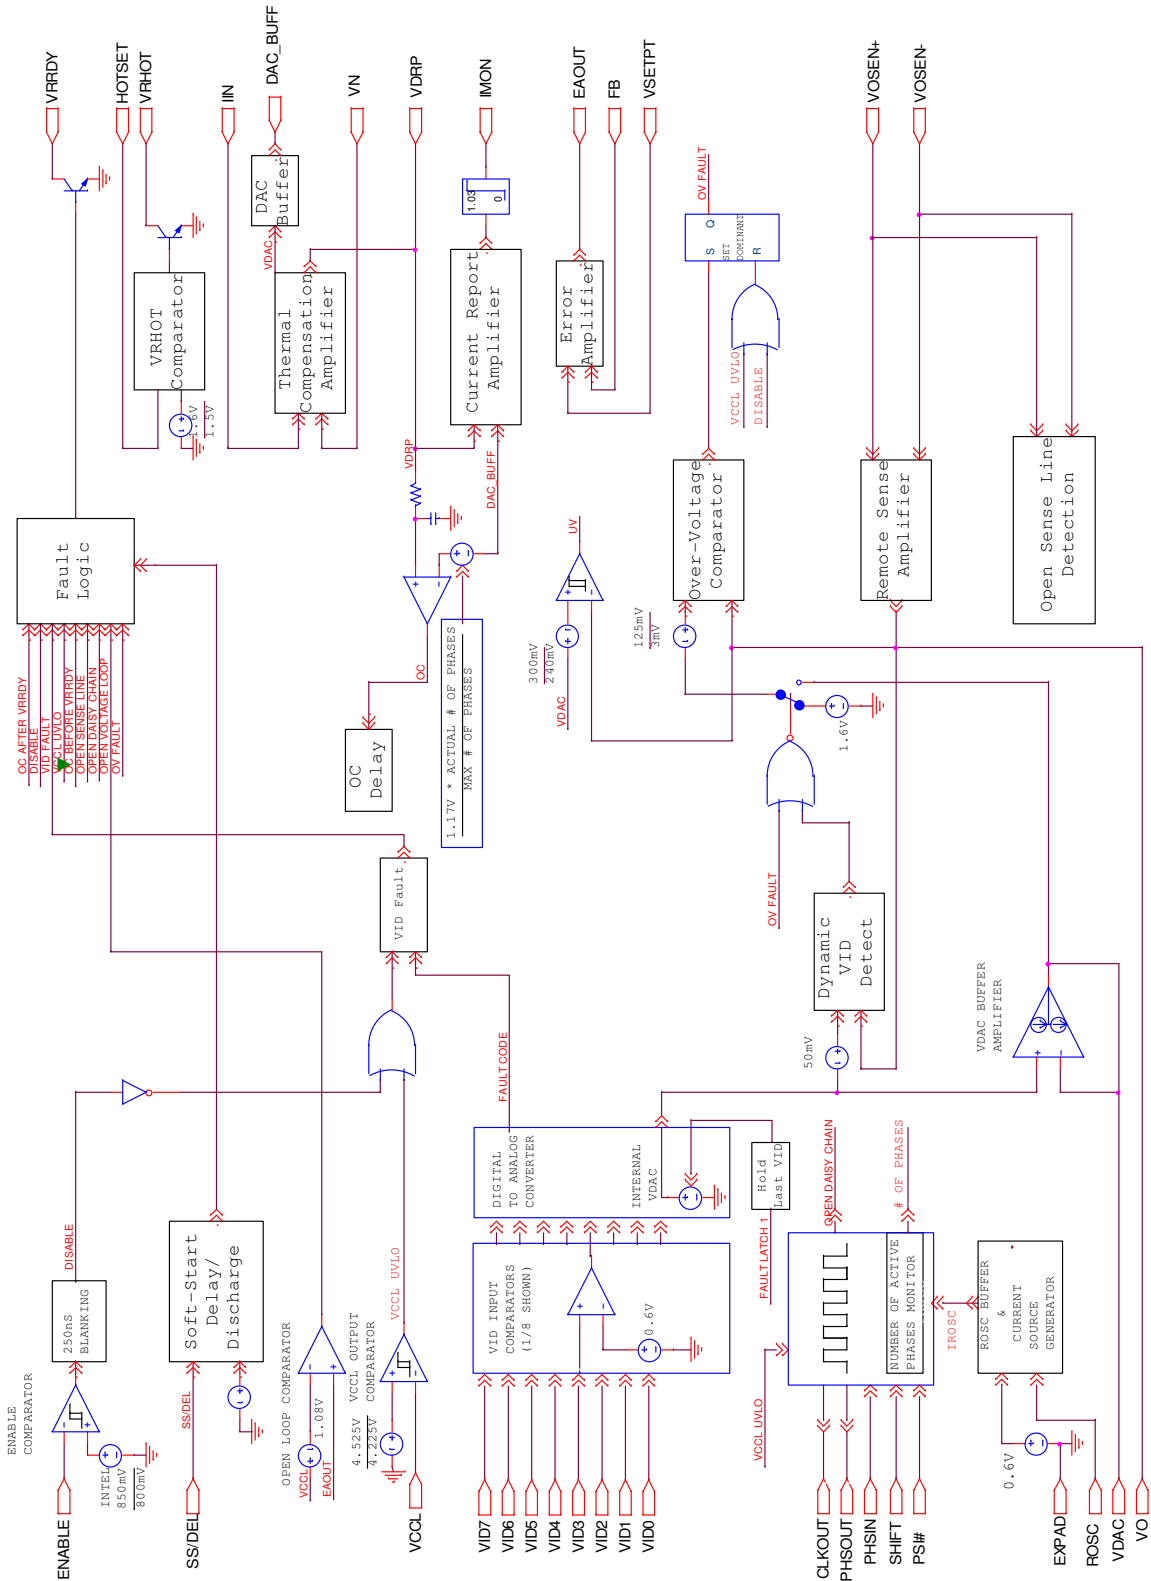 VRRDY
HOTSET
VRHOT
IIN
DAC_BUFF
VN
VDRP
IMON
EAOUT
FB
VSETPT
VOSEN+
VOSEN-
VRHOT
Comparator
1.6V
1.5V
DAC
Buffer
VDAC
Thermal
Compensation
Amplifier
1.03
0
Current Report
Amplifier
Error
Amplifier
OV FAULT
S Q
SET
DOMINANT
R
VCCL UVLO
DISABLE
VDRP
DAC_BUFF
Fault
Logic
OC AFTER VRRDY
DISABLE
VID FAULT
VCCL UVLO
OC BEFORE VRRDY
OPEN SENSE LINE
OPEN DAISY CHAIN
OPEN VOLTAGE LOOP
OV FAULT
OC
OC
Delay
1.17V * ACTUAL # OF PHASES
MAX # OF PHASES
UV
300mV
240mV
VDAC
Over-Voltage
Comparator
125mV
3mV
1.6V
Remote Sense
Amplifier
Open Sense Line
Detection
VID Fault
OV FAULT
Dynamic
VID
Detect
50mV
VDAC BUFFER
AMPLIFIER
FAULT CODE
DISABLE
250nS
BLANKING
ENABLE
COMPARATOR
INTEL
850mV
800mV
ENABLE
Soft-Start
Delay/
Discharge
SS/DEL
SS/DEL
OPEN LOOP COMPARATOR
VCCL
1.08V
EAOUT
VCCL UVLO
VCCL OUTPUT
COMPARATOR
4.525V
4.225V
VCCL
DIGITAL
TO ANALOG
CONVERTER
INTERNAL
VDAC
VID INPUT
COMPARATORS
(1/8 SHOWN)
0.6V
VID7
VID6
VID5
VID4
VID3
VID2
VID1
VID0
Hold
Last VID
FAULT LATCH 1
OPEN DAISY CHAIN
# OF PHASES
VCCL UVLO
NUMBER OF ACTIVE
PHASES MONITOR
IROSC
ROSC BUFFER
&
CURRENT
SOURCE
GENERATOR
0.6V
CLKOUT
PHSOUT
PHSIN
SHIFT
PSI#
EXPAD
ROSC
VDAC
VO